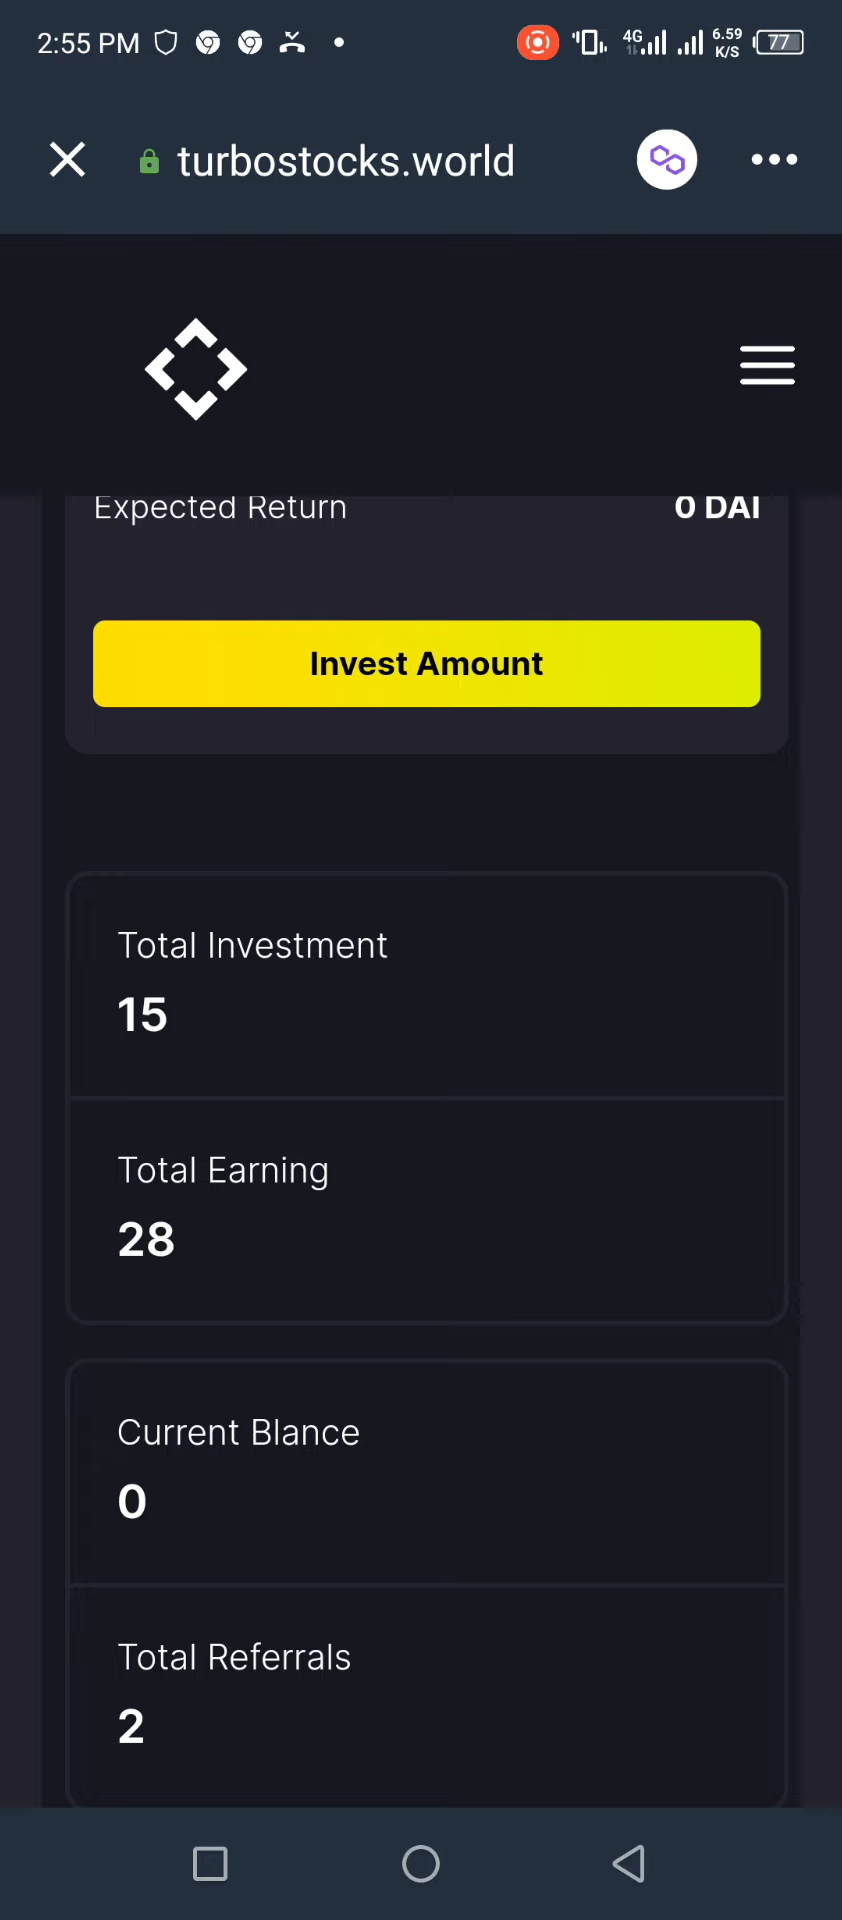 2:55 PM
4G
6.59
K/S
77
turbostocks.world
Expected Return
0 DAI
Invest Amount
Total Investment
15
Total Earning
28
Current Blance
0
Total Referrals
2